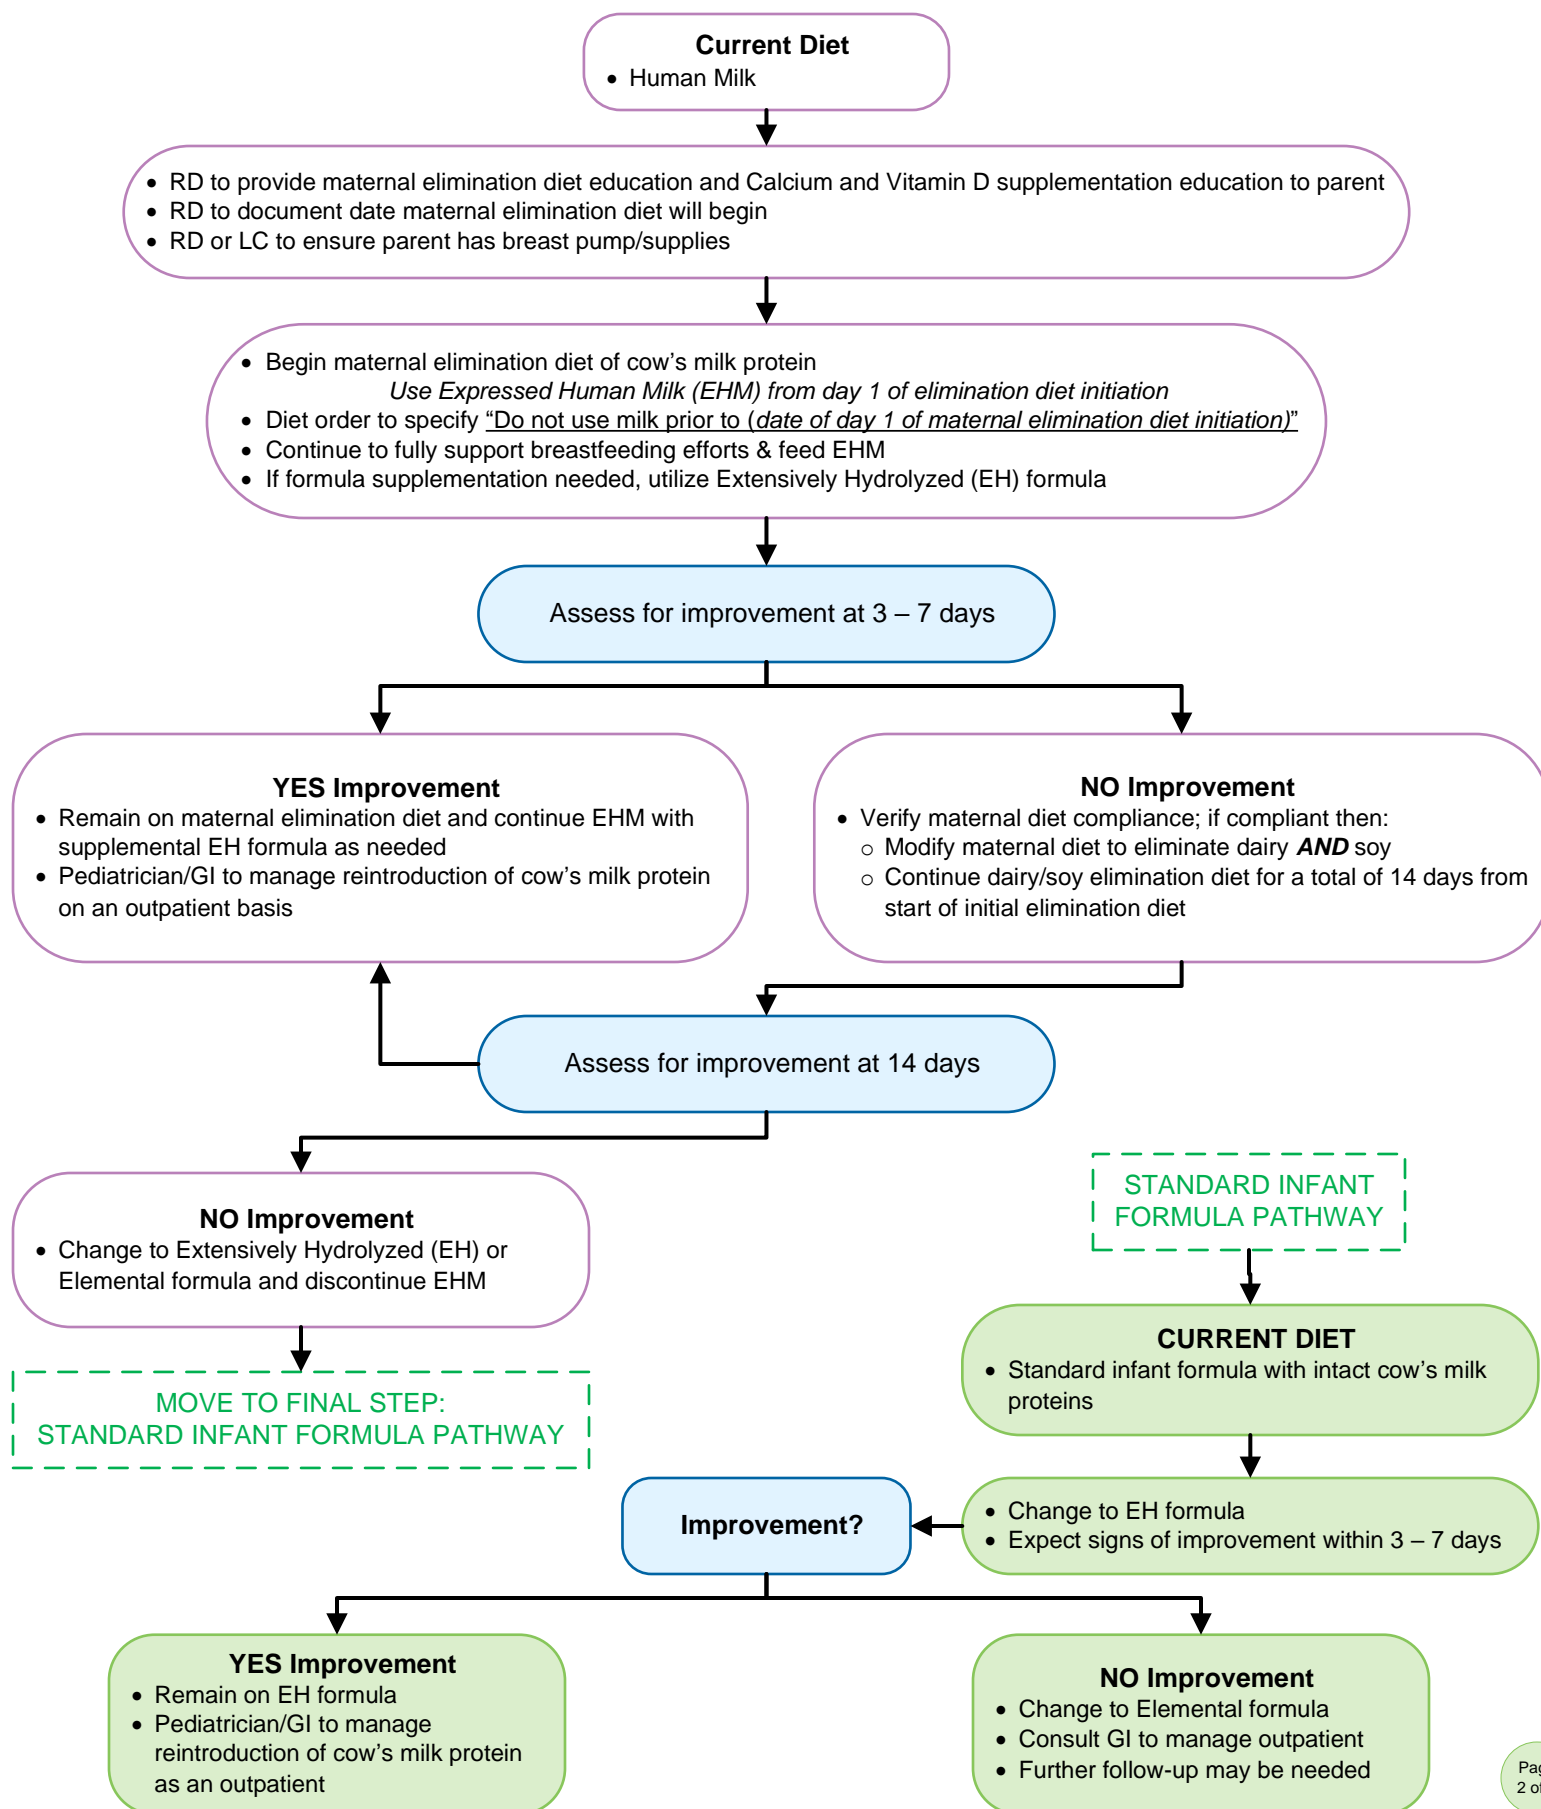 Current Diet
• Human Milk
• RD to provide maternal elimination diet education and Calcium and Vitamin D supplementation education to parent
• RD to document date maternal elimination diet will begin
• RD or LC to ensure parent has breast pump/supplies
• Begin maternal elimination diet of cow’s milk protein
Use Expressed Human Milk (EHM) from day 1 of elimination diet initiation
• Diet order to specify “Do not use milk prior to (date of day 1 of maternal elimination diet initiation)”
• Continue to fully support breastfeeding efforts & feed EHM
• If formula supplementation needed, utilize Extensively Hydrolyzed (EH) formula
Assess for improvement at 3 – 7 days
YES Improvement
• Remain on maternal elimination diet and continue EHM with
supplemental EH formula as needed
• Pediatrician/GI to manage reintroduction of cow’s milk protein
on an outpatient basis
NO Improvement
• Verify maternal diet compliance; if compliant then:
o Modify maternal diet to eliminate dairy AND soy
o Continue dairy/soy elimination diet for a total of 14 days from
start of initial elimination diet
Assess for improvement at 14 days
NO Improvement
• Change to Extensively Hydrolyzed (EH) or
Elemental formula and discontinue EHM
MOVE TO FINAL STEP:
STANDARD INFANT FORMULA PATHWAY
STANDARD INFANT
FORMULA PATHWAY
CURRENT DIET
• Standard infant formula with intact cow’s milk
proteins
• Change to EH formula
• Expect signs of improvement within 3 – 7 days
Improvement?
YES Improvement
• Remain on EH formula
• Pediatrician/GI to manage
reintroduction of cow’s milk protein
as an outpatient
NO Improvement
• Change to Elemental formula
• Consult GI to manage outpatient
• Further follow-up may be needed
2